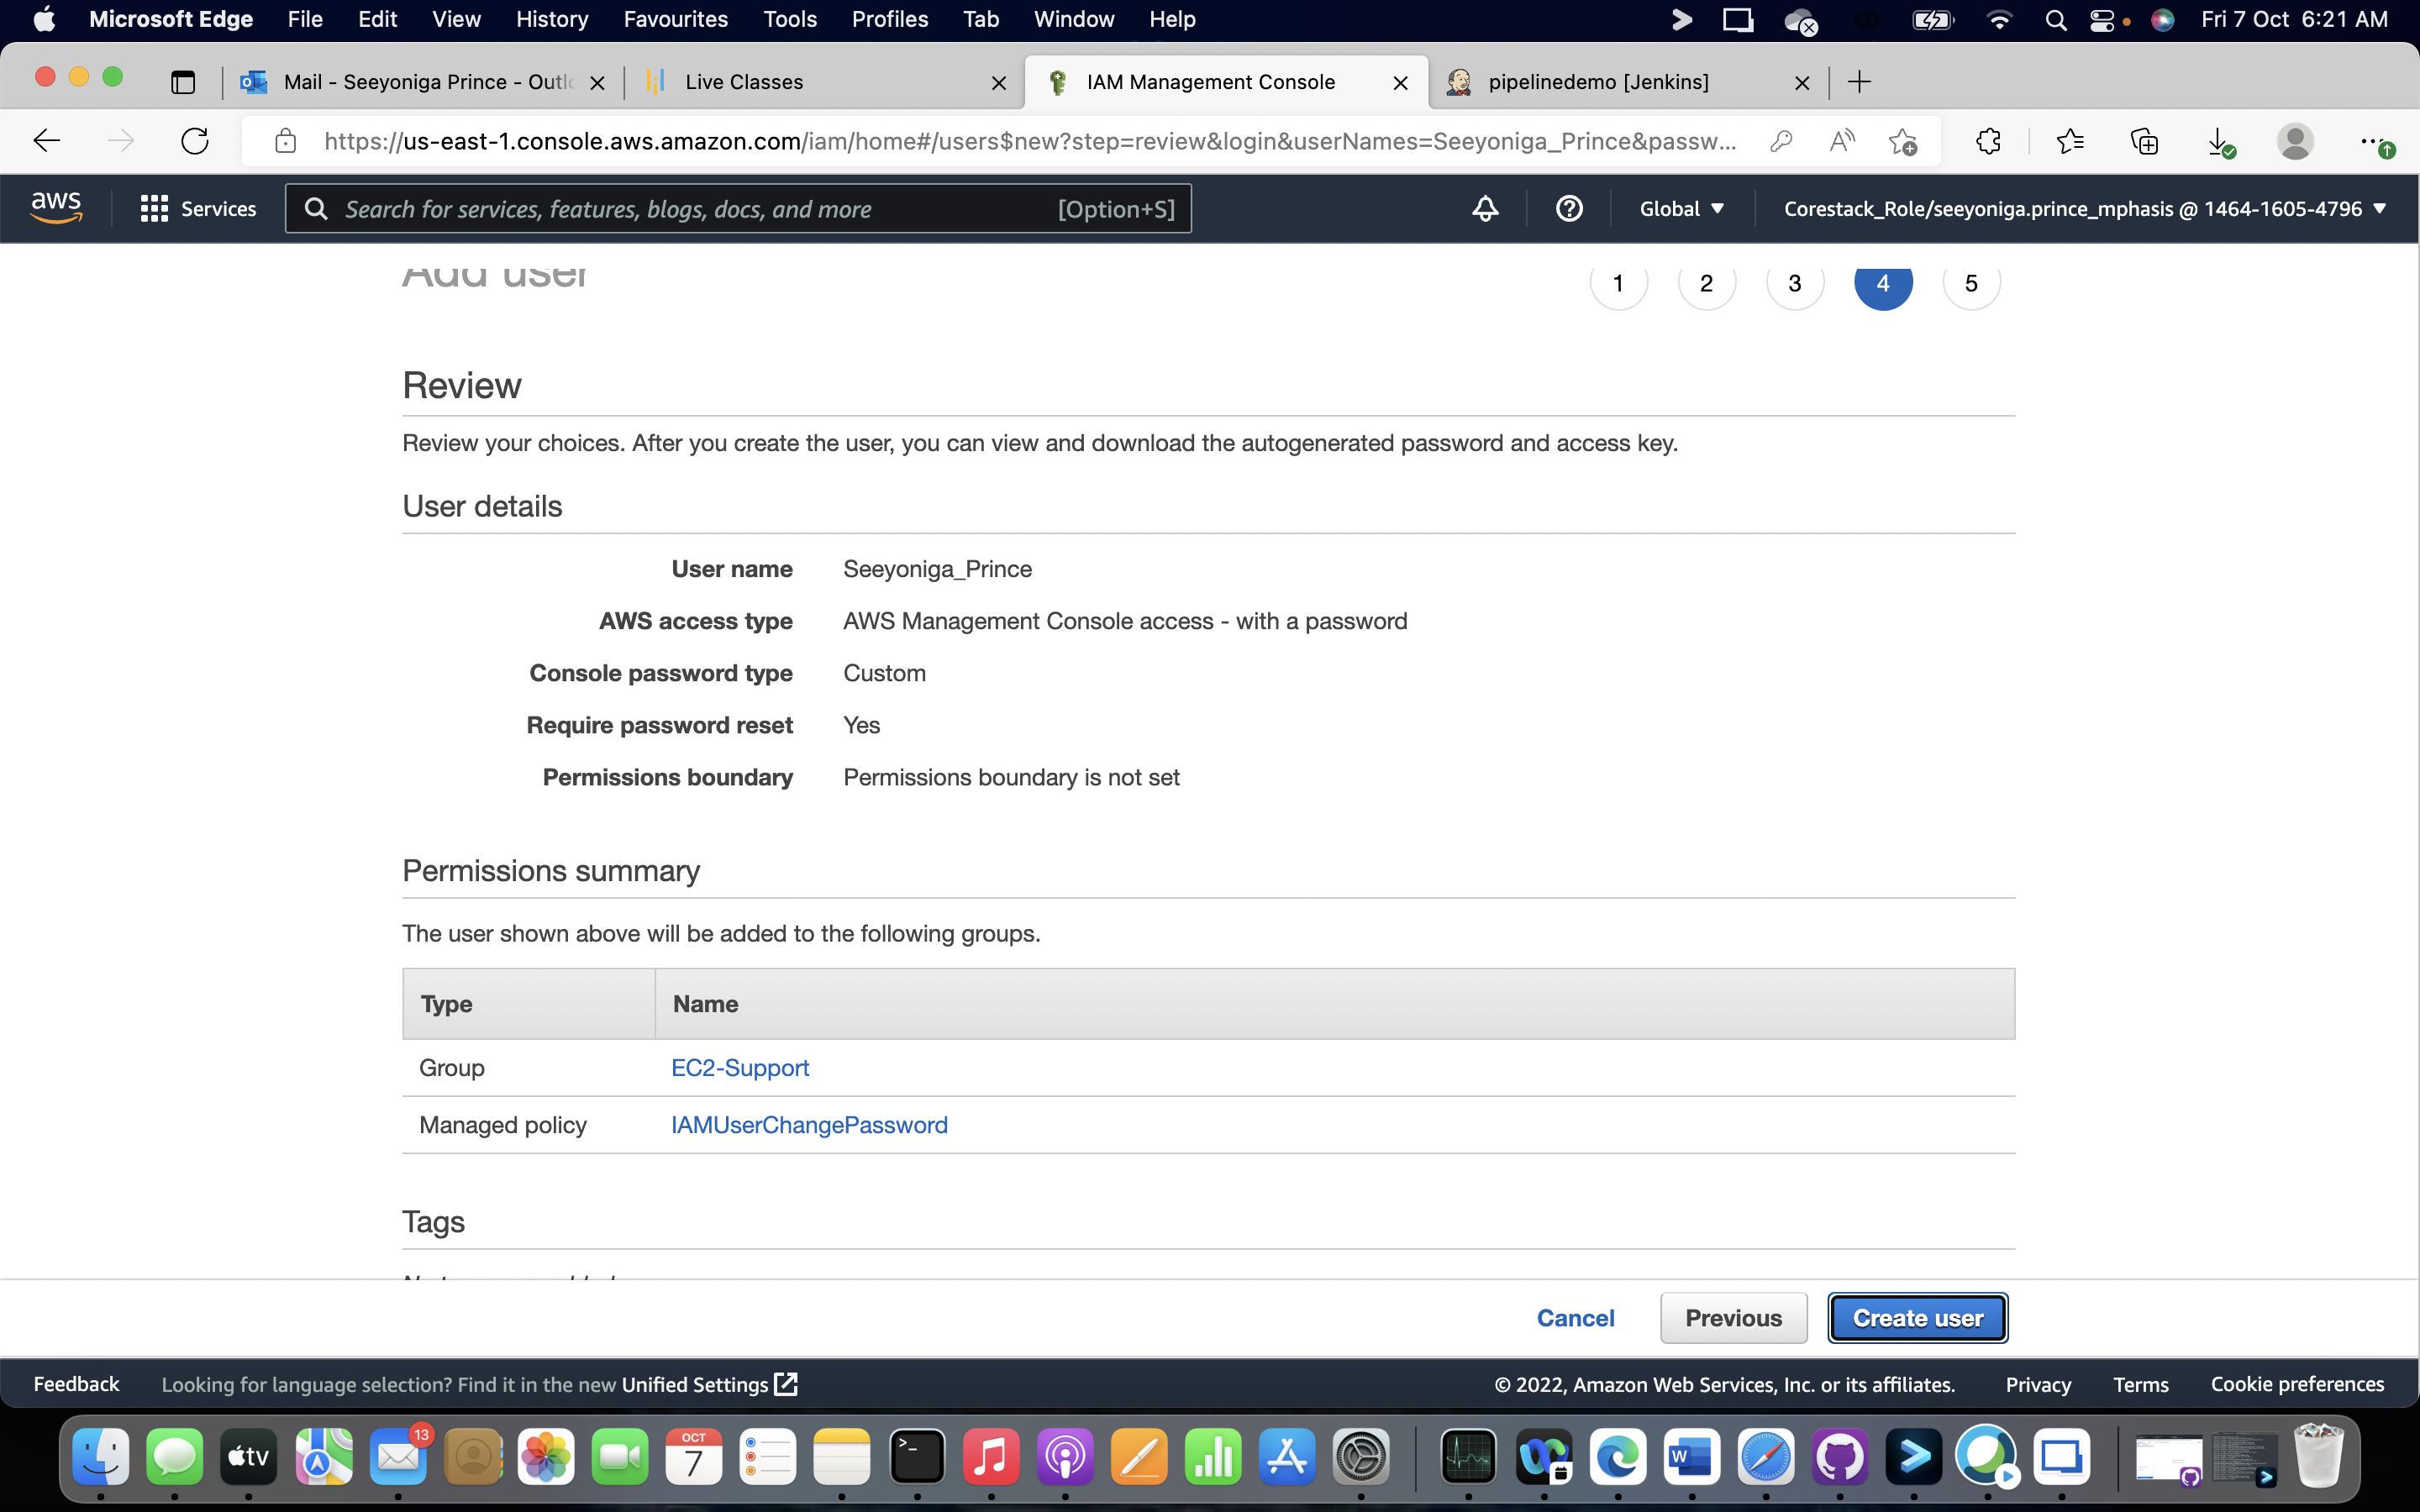 Microsoft Edge File Edit View History Favourites Tools Profiles Tab Window Help Fri 7 Oct 6:21 AM
Mail - Seeyoniga Prince - Outlo Live Classes IAM Management Console pipelinedemo [Jenkins]
https://us-east-1.console.aws.amazon.com/iam/home#/users$new?step=review&login&userNames=Seeyoniga_Prince&passw...
aws Services Search for services, features, blogs, docs, and more [Option+S] Global Corestack_Role/seeyoniga.prince_mphasis @ 1464-1605-4796
Add user 1 2 3 4 5
Review
Review your choices. After you create the user, you can view and download the autogenerated password and access key.
User details
User name Seeyoniga_Prince
AWS access type AWS Management Console access - with a password
Console password type Custom
Require password reset Yes
Permissions boundary Permissions boundary is not set
Permissions summary
The user shown above will be added to the following groups.
Type Name
Group EC2-Support
Managed policy IAMUserChangePassword
Tags
Cancel Previous Create user
Feedback Looking for language selection? Find it in the new Unified Settings © 2022, Amazon Web Services, Inc. or its affiliates. Privacy Terms Cookie preferences
tv 13 OCT 7 W